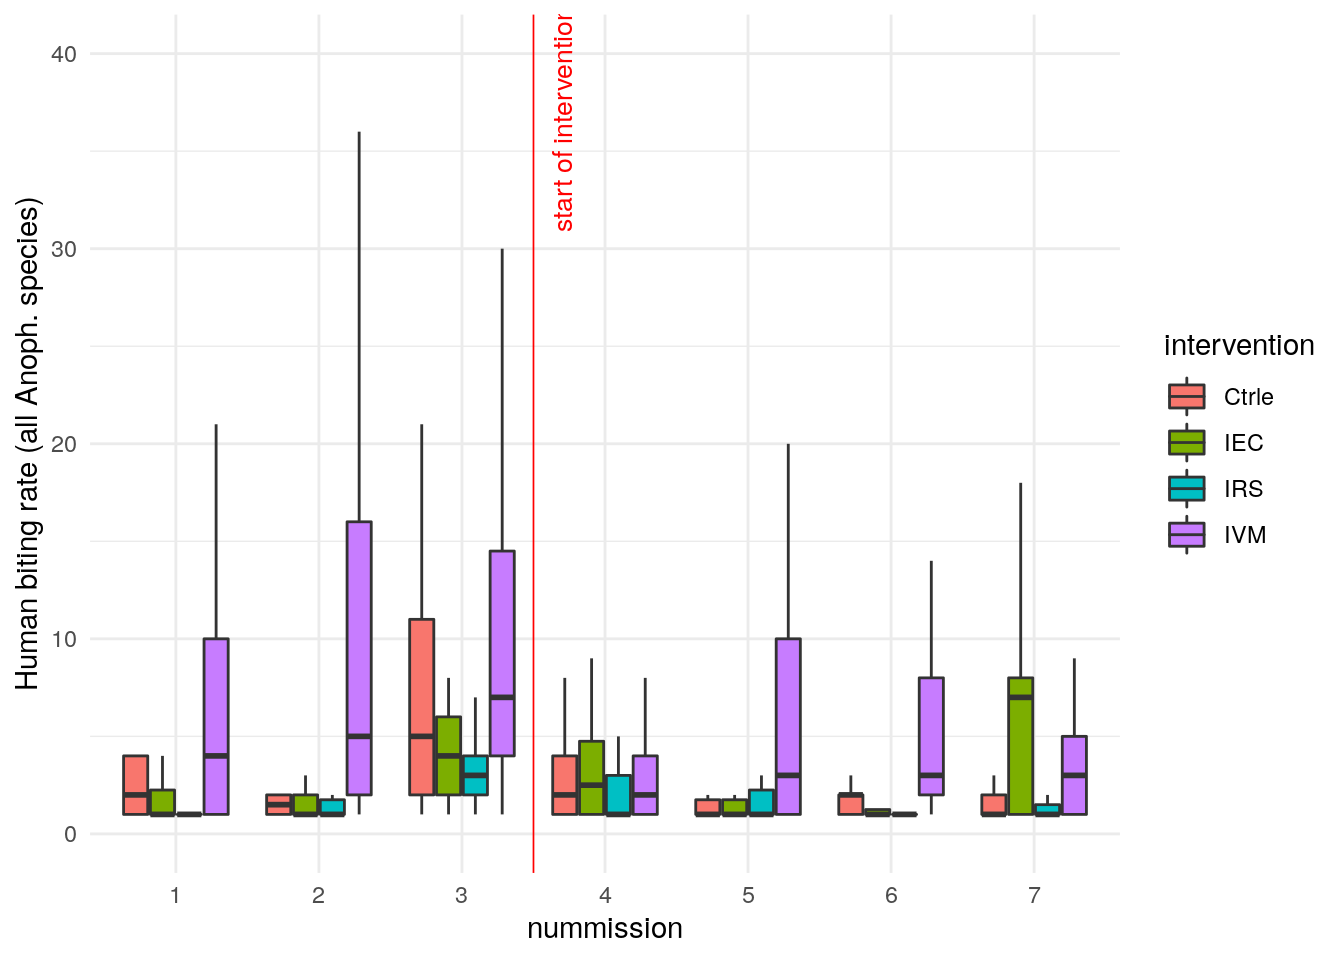 Human biting rate (all Anoph. species)
40
30
20
10
0
start of intervention
1 2 3 4 5 6 7
nummission
intervention
Ctrle
IEC
IRS
IVM